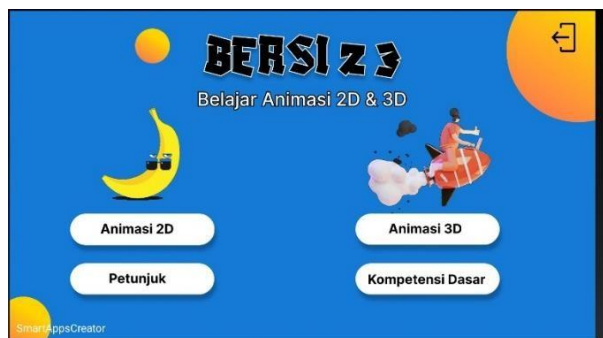 BERSI 2 3
Belajar Animasi 2D & 3D
Animasi 2D
Animasi 3D
Petunjuk
Kompetensi Dasar
SmartAppsCreator